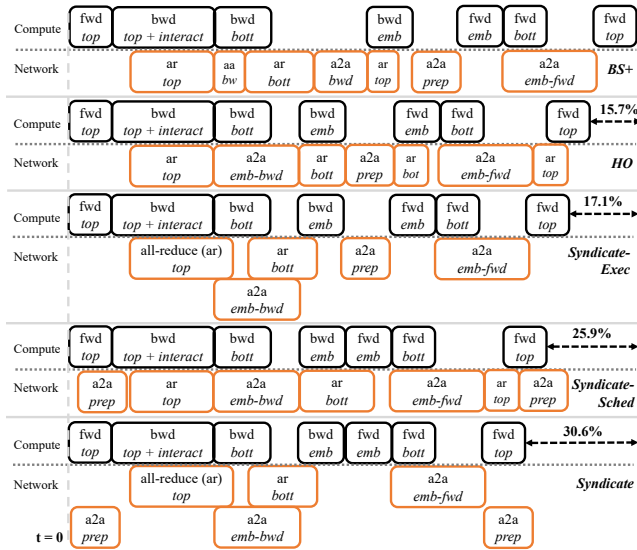 fwd bwd bwd bwd fwd fwd fwd
Compute top top + interact bott emb emb bott top
Network ar aa ar a2a ar a2a a2a
top bw bott bwd top prep emb-fwd BS+
fwd bwd bwd bwd fwd fwd fwd 15.7%
Compute top top + interact bott emb emb bott top
Network ar a2a ar a2a ar a2a ar
top emb-bwd bott prep bot emb-fwd top HO
fwd bwd bwd bwd fwd fwd fwd 17.1%
Compute top top + interact bott emb emb bott top Syndicate-
Network all-reduce (ar) ar a2a a2a Exec
top bott prep emb-fwd
a2a
emb-bwd
fwd bwd bwd bwd fwd fwd fwd 25.9%
Compute top top + interact bott emb emb bott top
Network a2a ar a2a ar a2a ar a2a Syndicate-
prep top emb-bwd bott emb-fwd top prep Sched
fwd bwd bwd bwd fwd fwd fwd 30.6%
Compute top top + interact bott emb emb bott top
Network all-reduce (ar) ar a2a Syndicate
top bott emb-fwd
a2a a2a a2a
t = 0 prep emb-bwd prep